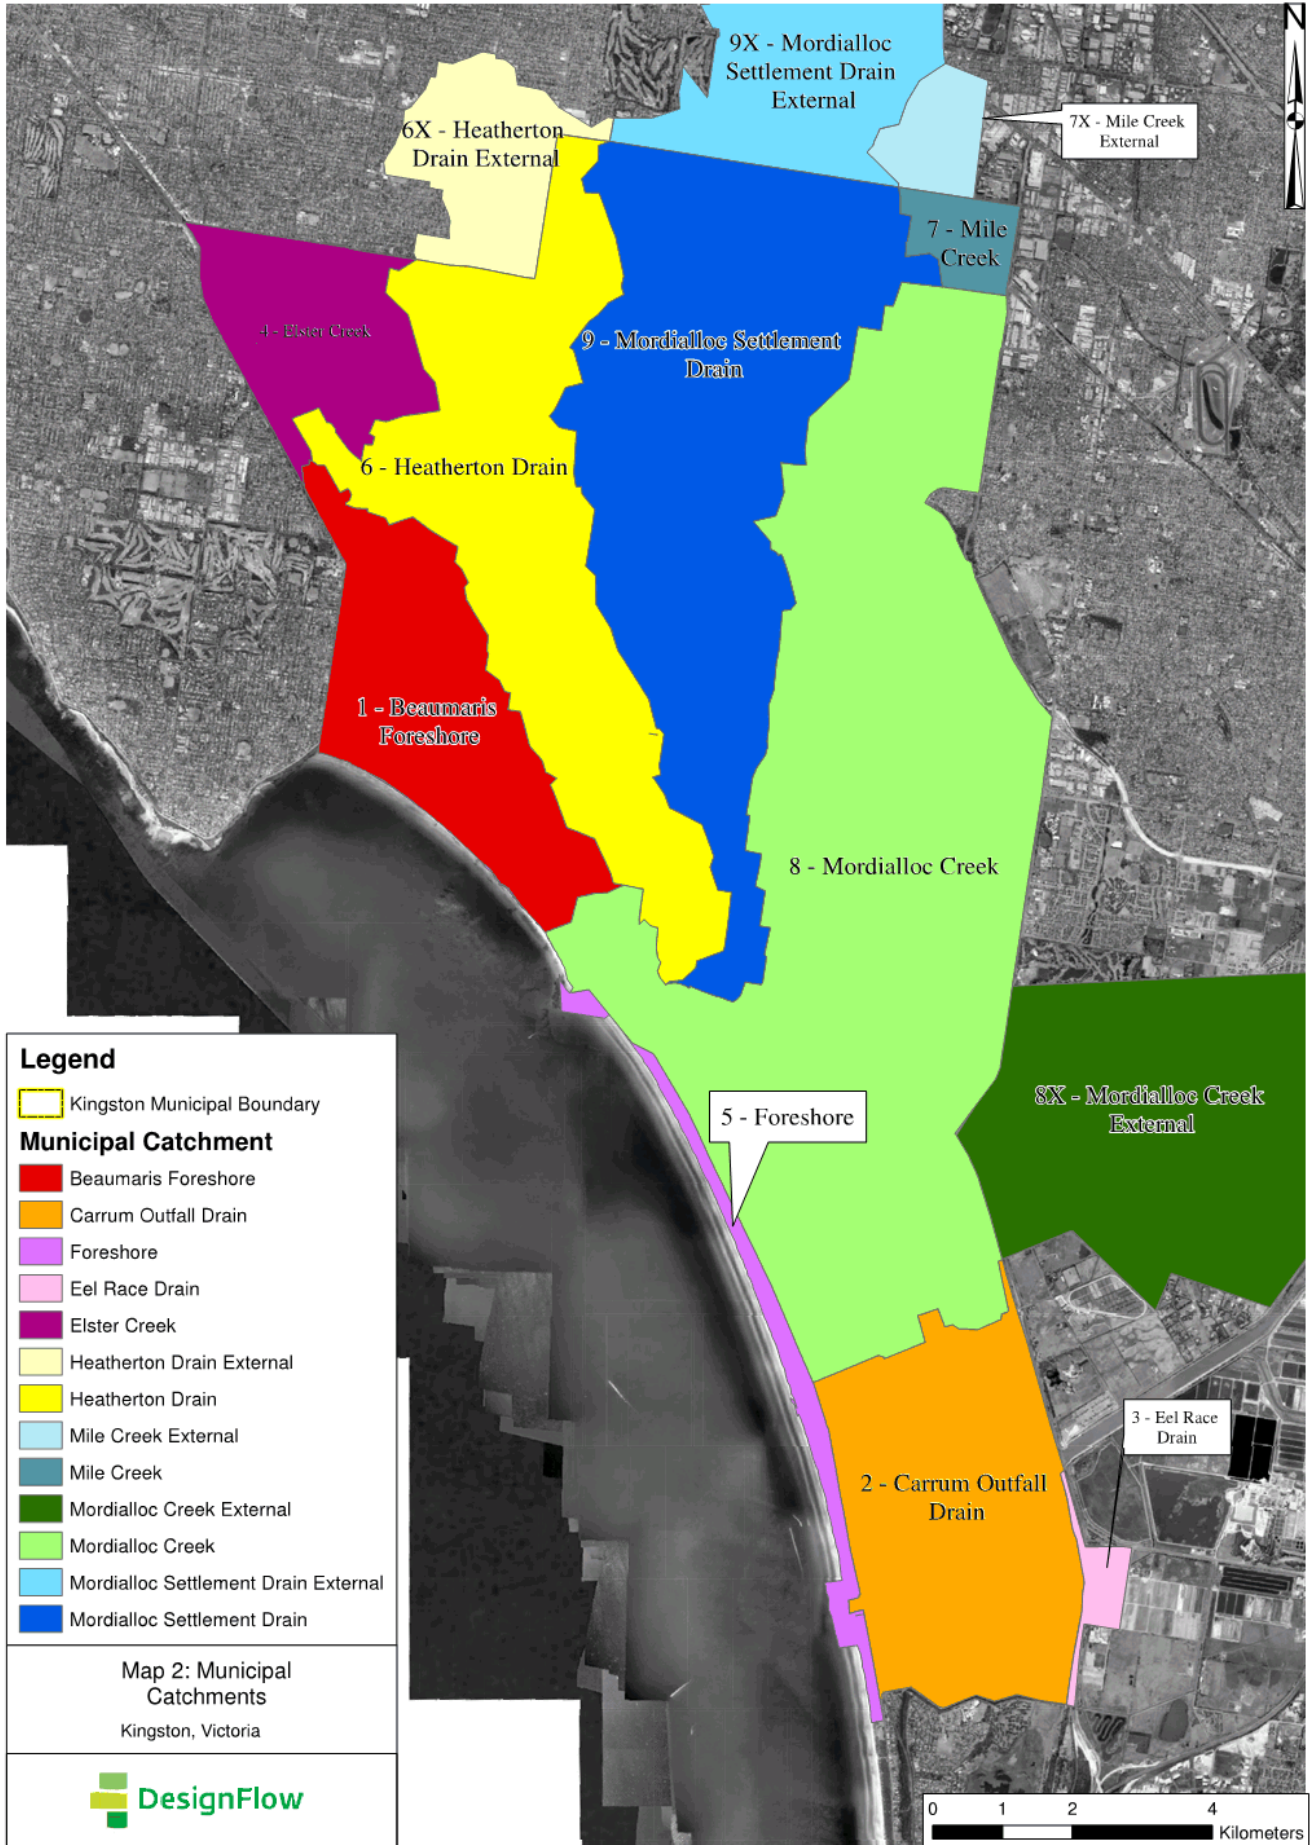 N
9X - Mordialloc
Settlement Drain
External
6X - Heatherton
Drain External
7X - Mile Creek
External
7 - Mile
Creek
4 - Elster Creek
9 - Mordialloc Settlement
Drain
6 - Heatherton Drain
1 - Beaumaris
Foreshore
8 - Mordialloc Creek
8X - Mordialloc Creek
External
5 - Foreshore
3 - Eel Race
Drain
2 - Carrum Outfall
Drain
Legend
Kingston Municipal Boundary
Municipal Catchment
Beaumaris Foreshore
Carrum Outfall Drain
Foreshore
Eel Race Drain
Elster Creek
Heatherton Drain External
Heatherton Drain
Mile Creek External
Mile Creek
Mordialloc Creek External
Mordialloc Creek
Mordialloc Settlement Drain External
Mordialloc Settlement Drain
Map 2: Municipal
Catchments
Kingston, Victoria
DesignFlow
0 1 2 4
Kilometers